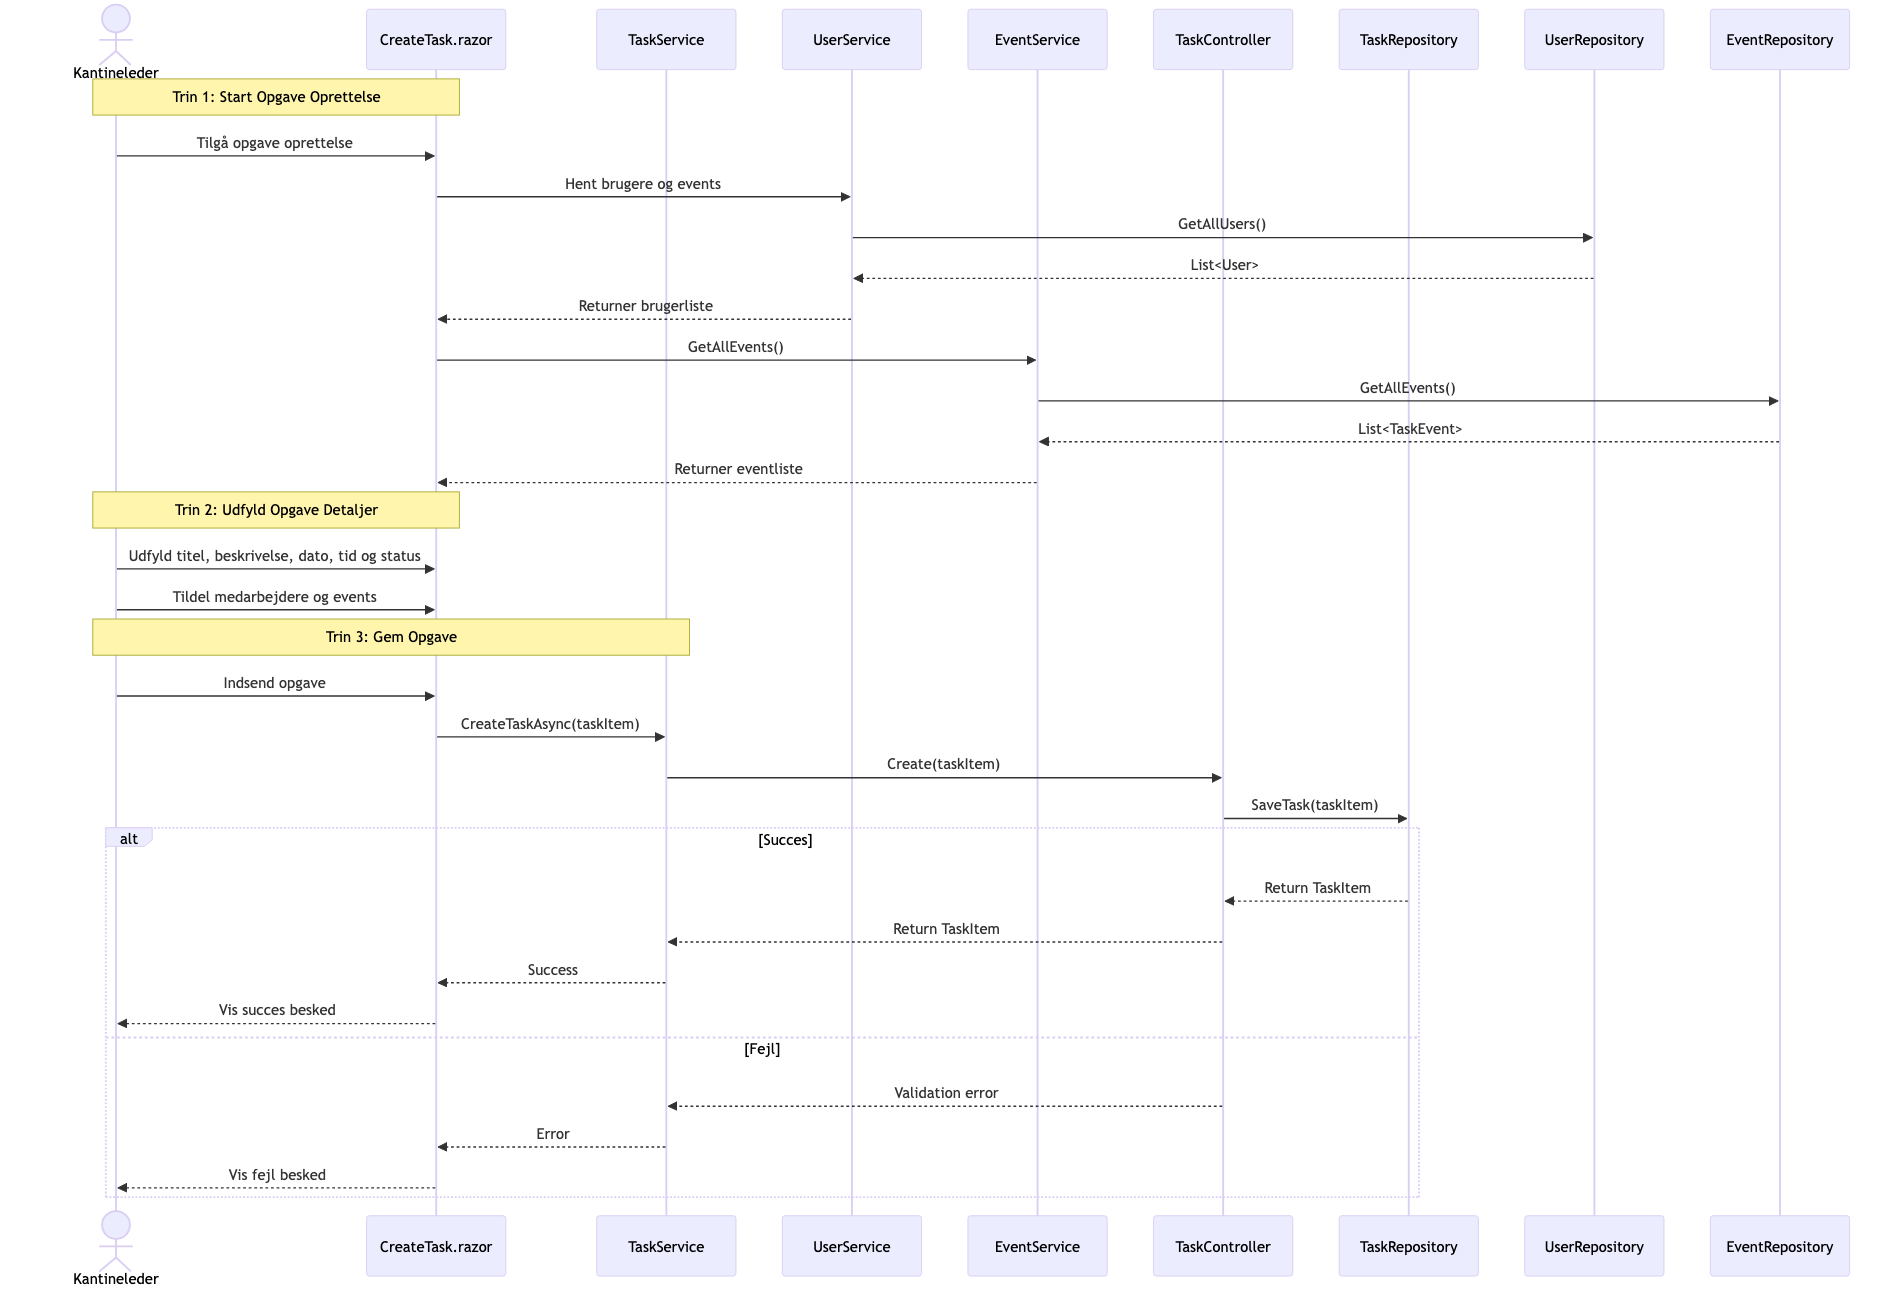 Kantineleder
CreateTask.razor
TaskService
UserService
EventService
TaskController
TaskRepository
UserRepository
EventRepository
Trin 1: Start Opgave Oprettelse
Tilgå opgave oprettelse
Hent brugere og events
GetAllUsers()
List<User>
Returner brugerliste
GetAllEvents()
GetAllEvents()
List<TaskEvent>
Returner eventliste
Trin 2: Udfyld Opgave Detaljer
Udfyld titel, beskrivelse, dato, tid og status
Tildel medarbejdere og events
Trin 3: Gem Opgave
Indsend opgave
CreateTaskAsync(taskItem)
Create(taskItem)
SaveTask(taskItem)
alt
[Succes]
Return TaskItem
Return TaskItem
Success
Vis succes besked
[Fejl]
Validation error
Error
Vis fejl besked
Kantineleder
CreateTask.razor
TaskService
UserService
EventService
TaskController
TaskRepository
UserRepository
EventRepository